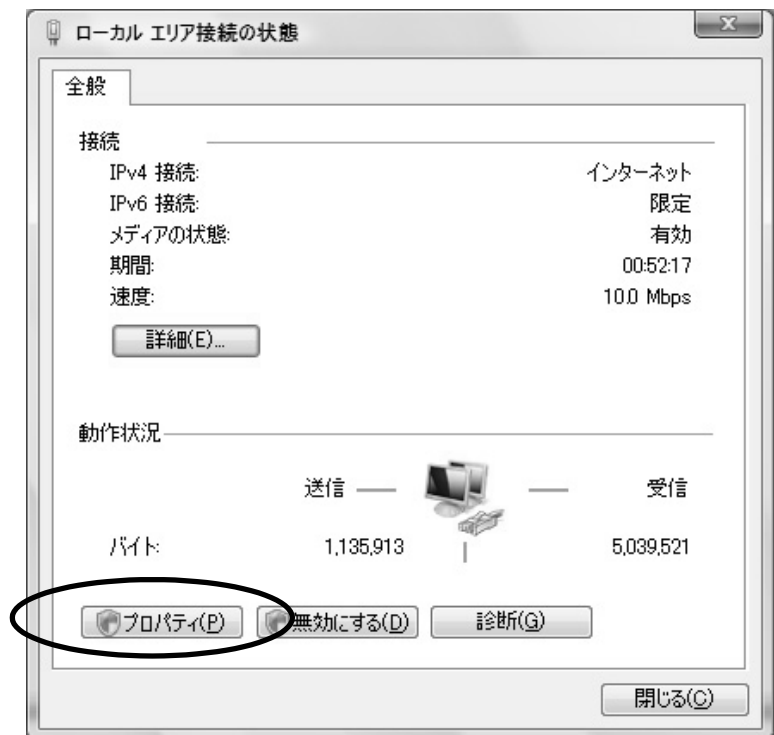 ローカル エリア接続の状態
全般
接続
IPv4 接続: インターネット
IPv6 接続: 限定
メディアの状態: 有効
期間: 00:52:17
速度: 10.0 Mbps
詳細(E)...
動作状況
送信 受信
バイト: 1,135,913 5,039,521
プロパティ(P) 無効にする(D) 診断(G)
閉じる(C)